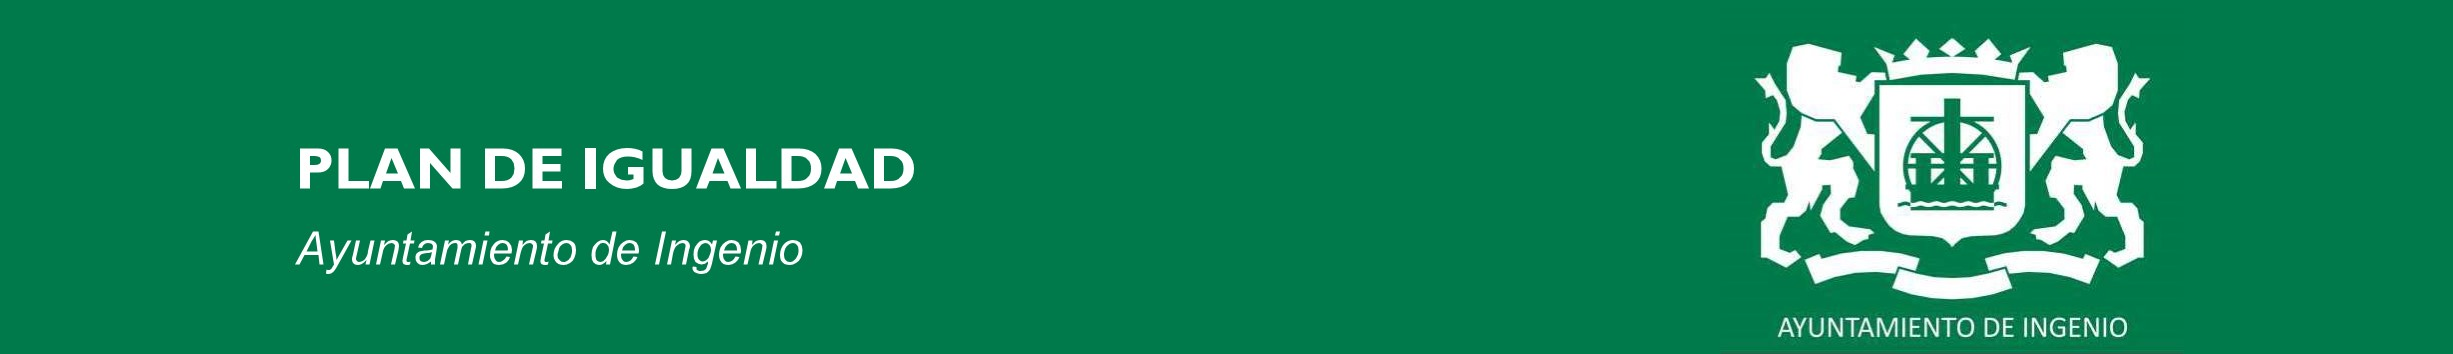 PLAN DE IGUALDAD
Ayuntamiento de Ingenio
AYUNTAMIENTO DE INGENIO